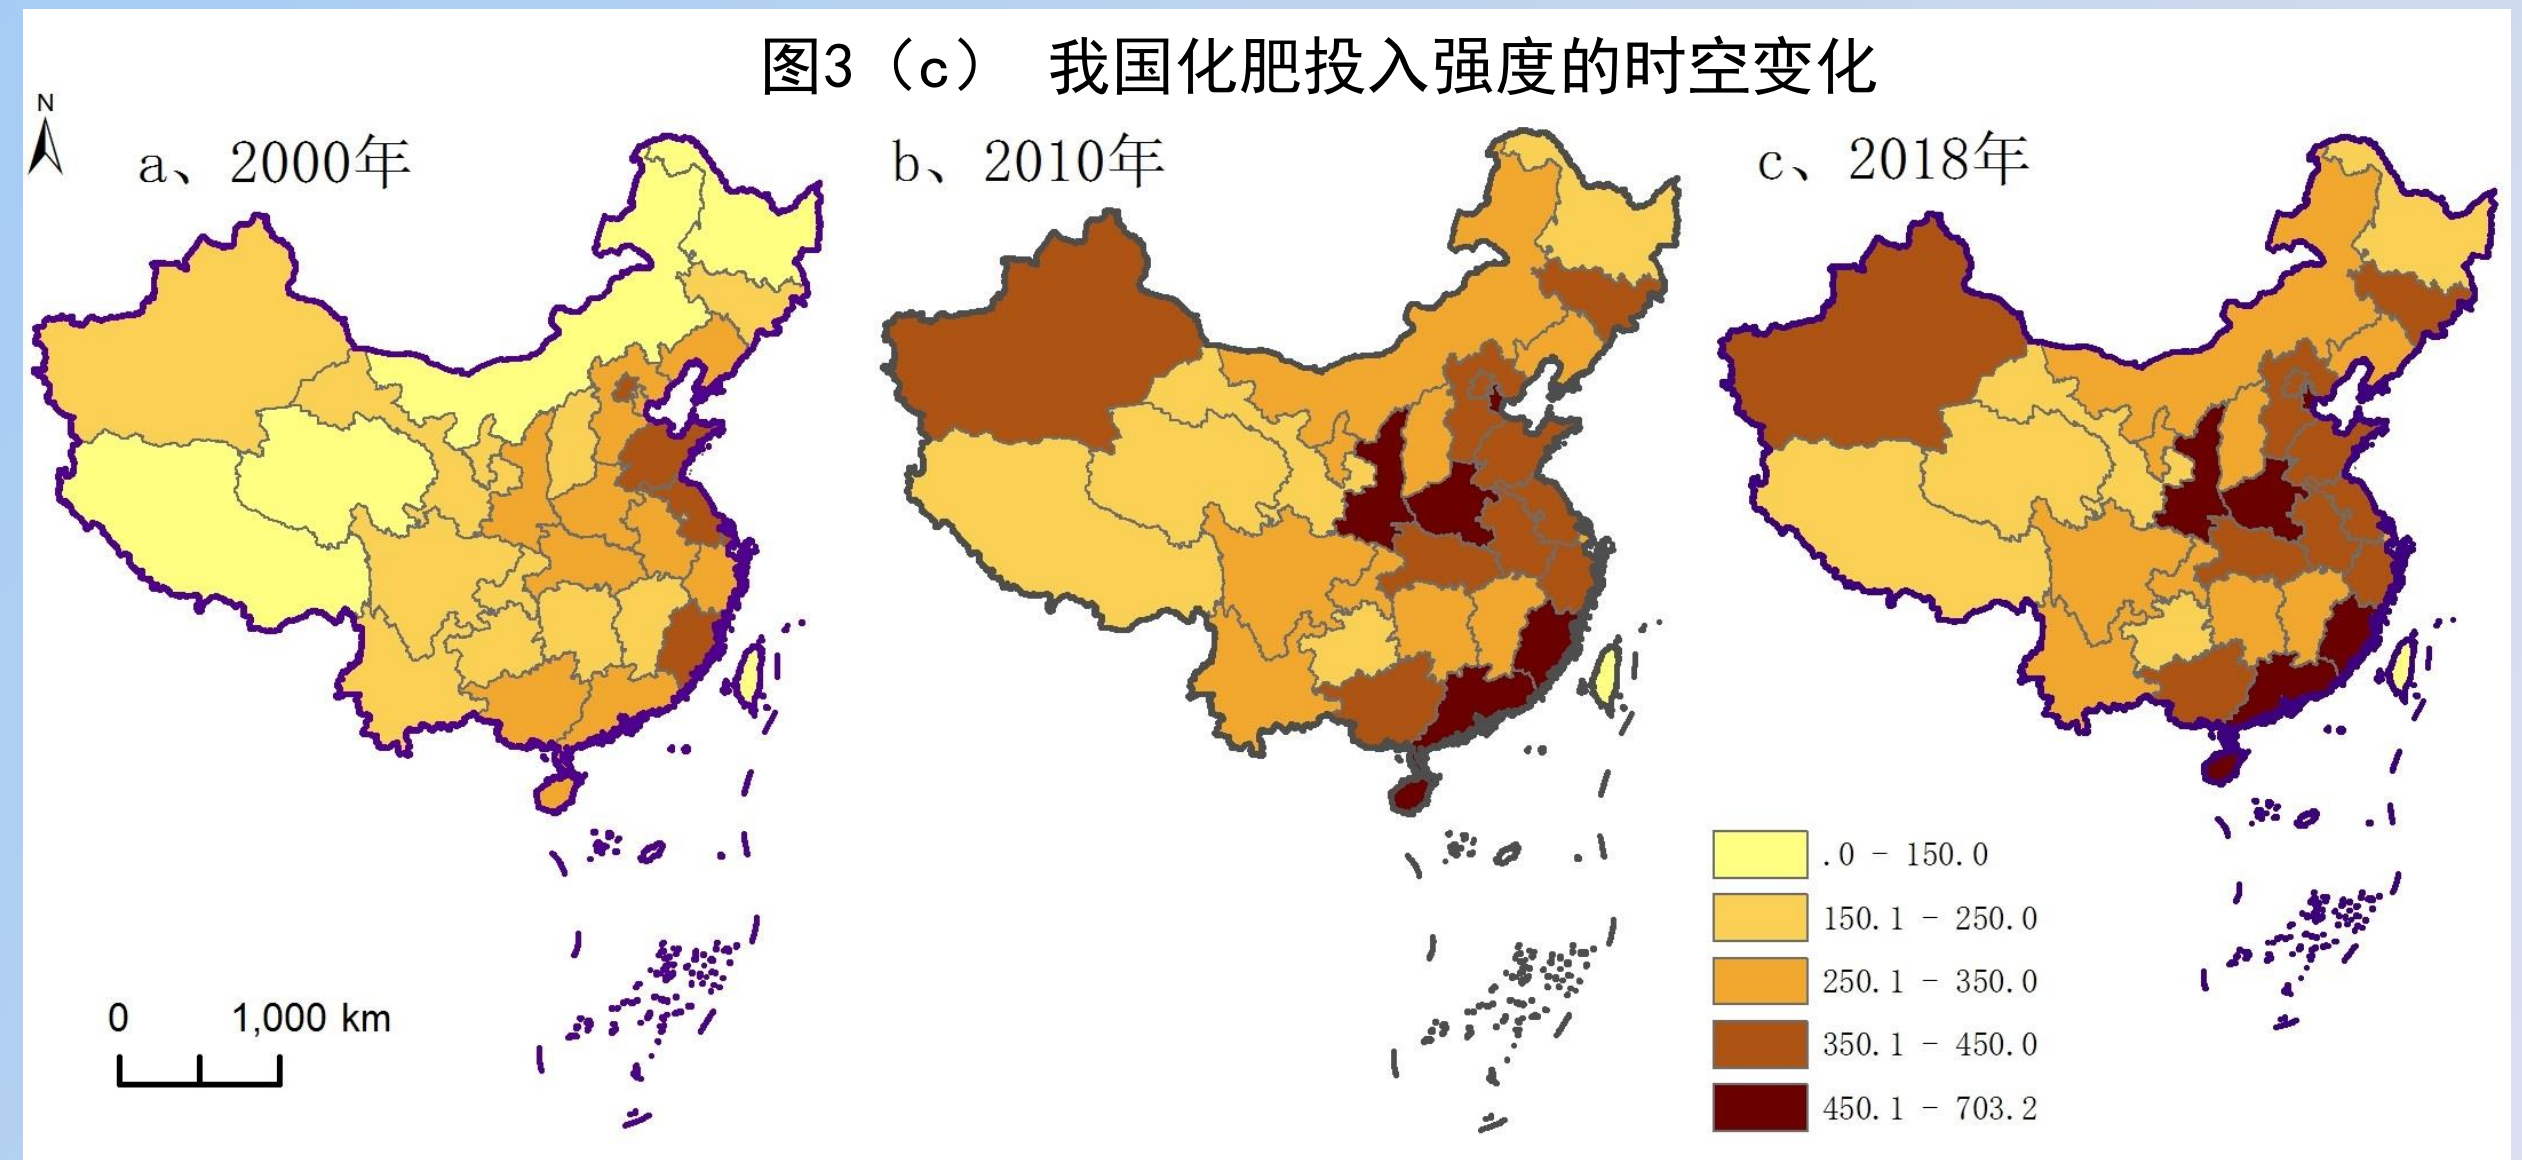 图3（c） 我国化肥投入强度的时空变化
N
a、2000年
b、2010年
c、2018年
.0 - 150.0
150.1 - 250.0
250.1 - 350.0
350.1 - 450.0
450.1 - 703.2
0 1,000 km